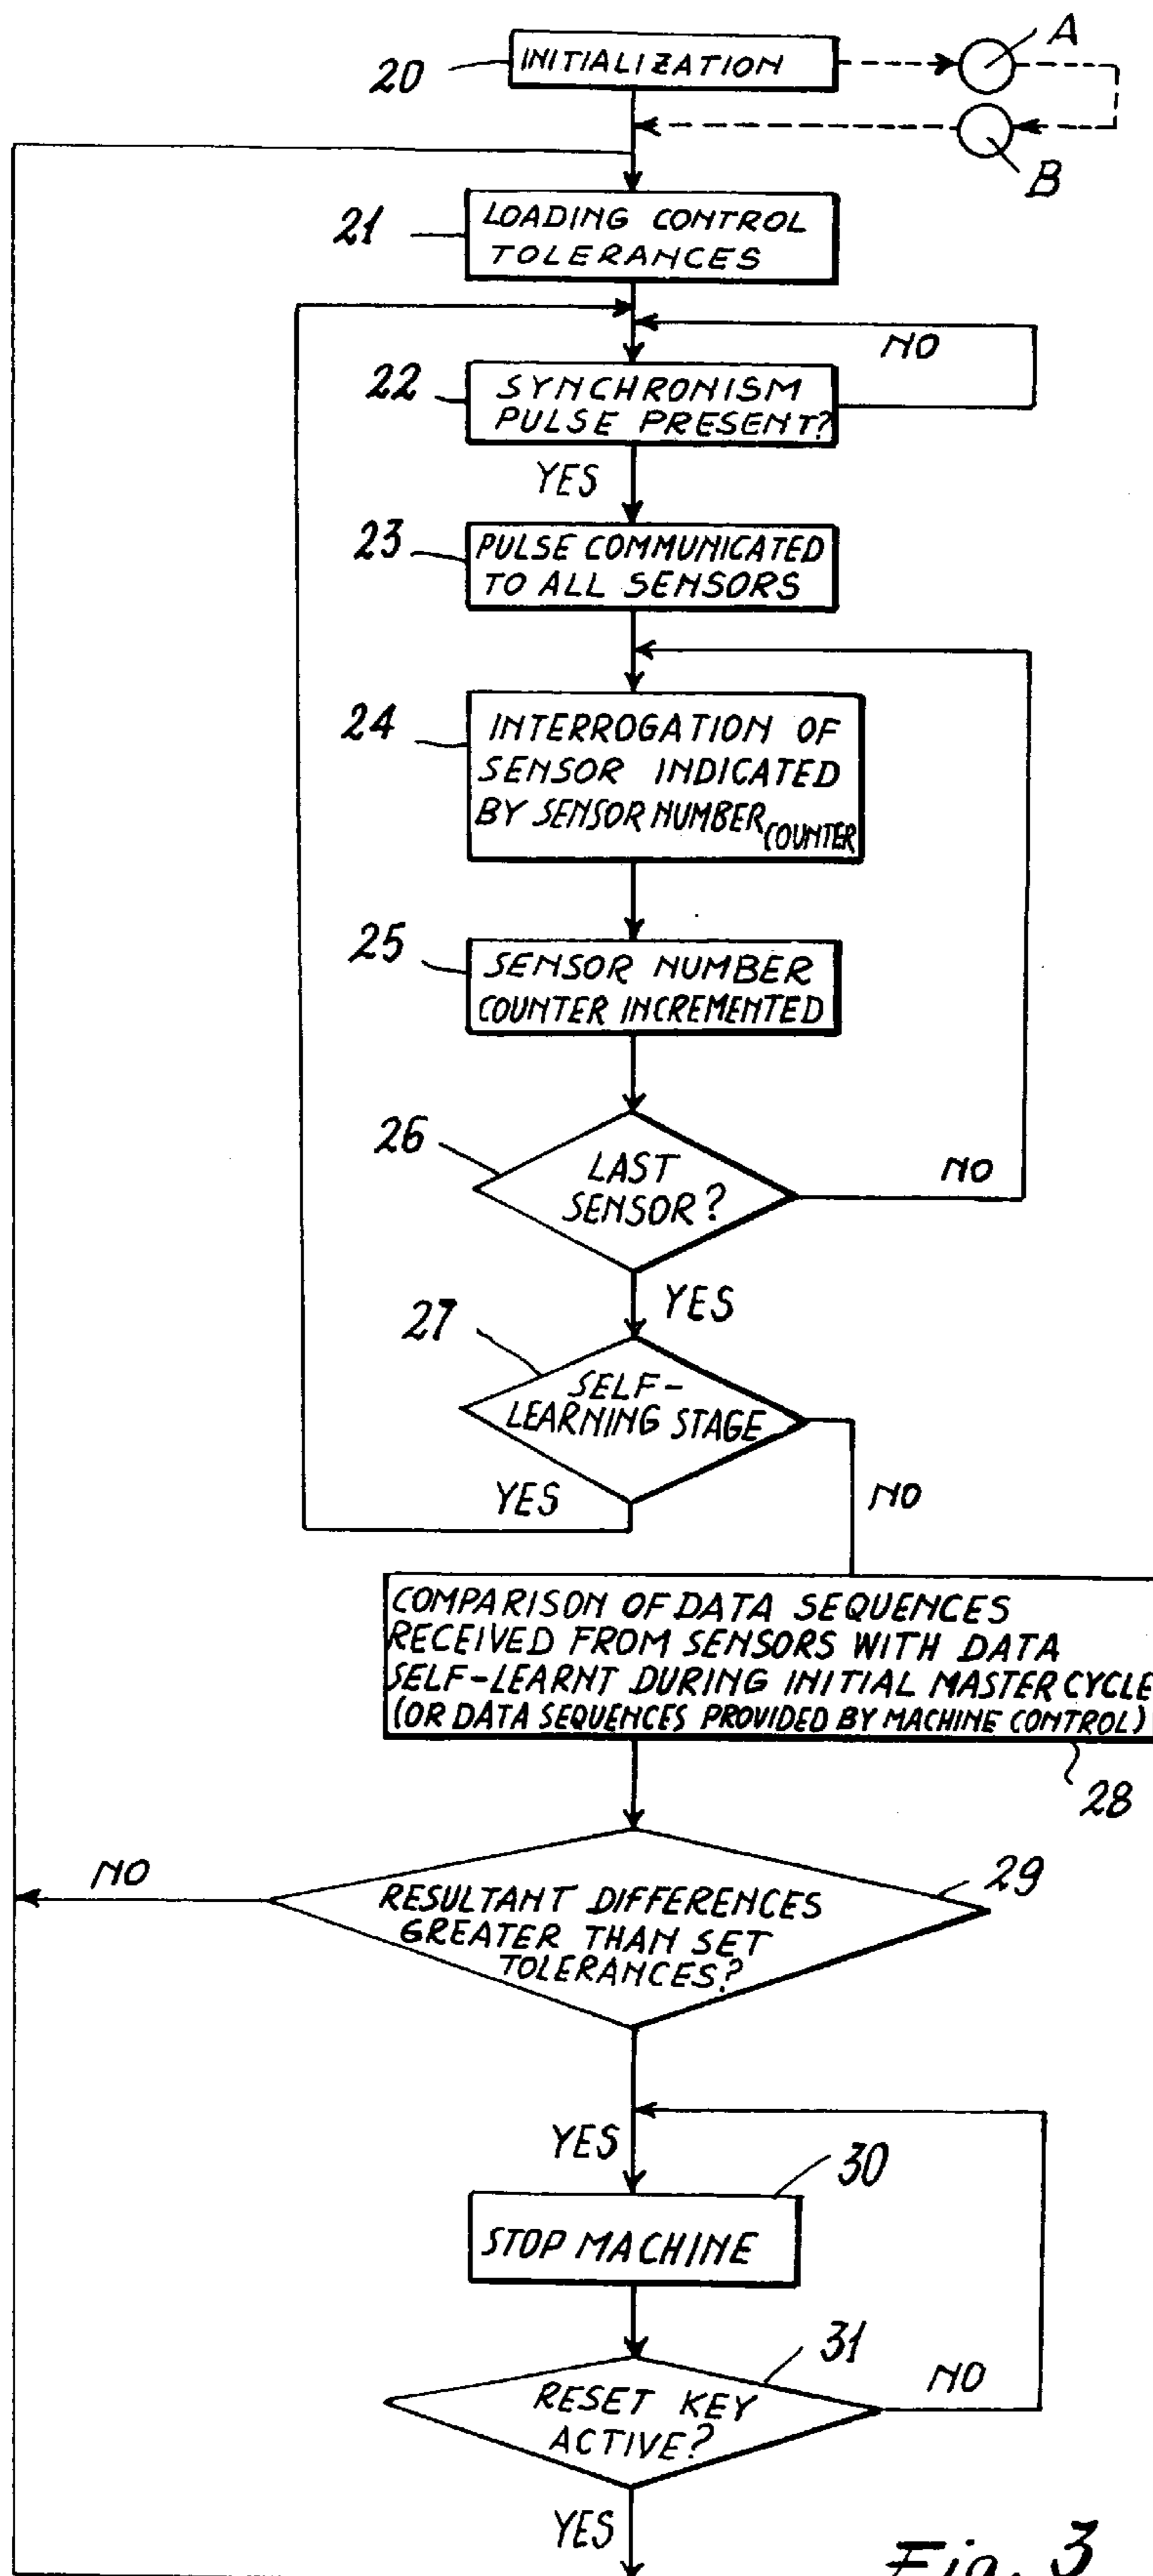 20
INITIALIZATION
A
B
21
LOADING CONTROL
TOLERANCES
NO
22
SYNCHRONISM
PULSE PRESENT?
YES
23
PULSE COMMUNICATED
TO ALL SENSORS
24
INTERROGATION OF
SENSOR INDICATED
BY SENSOR NUMBER COUNTER
25
SENSOR NUMBER
COUNTER INCREMENTED
26
LAST
SENSOR?
NO
YES
27
SELF-
LEARNING STAGE
YES
NO
COMPARISON OF DATA SEQUENCES
RECEIVED FROM SENSORS WITH DATA
SELF-LEARNT DURING INITIAL MASTER CYCLE
(OR DATA SEQUENCES PROVIDED BY MACHINE CONTROL)
28
NO
29
RESULTANT DIFFERENCES
GREATER THAN SET
TOLERANCES?
YES
30
STOP MACHINE
31
RESET KEY
ACTIVE?
NO
YES
Fig. 3